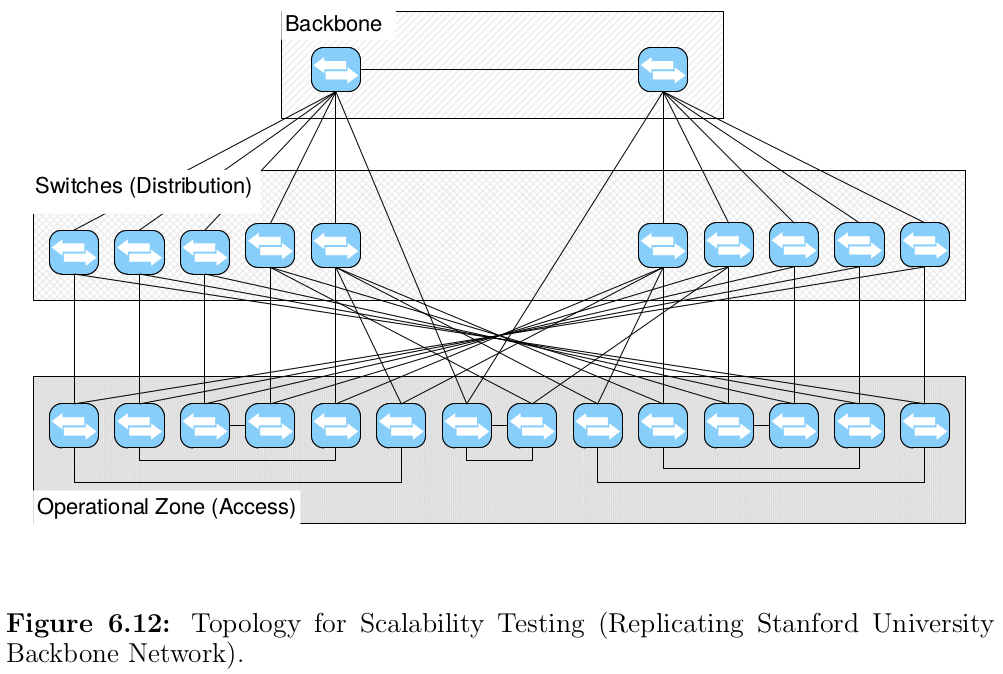 Backbone
Switches (Distribution)
Operational Zone (Access)
Figure 6.12: Topology for Scalability Testing (Replicating Stanford University
Backbone Network).